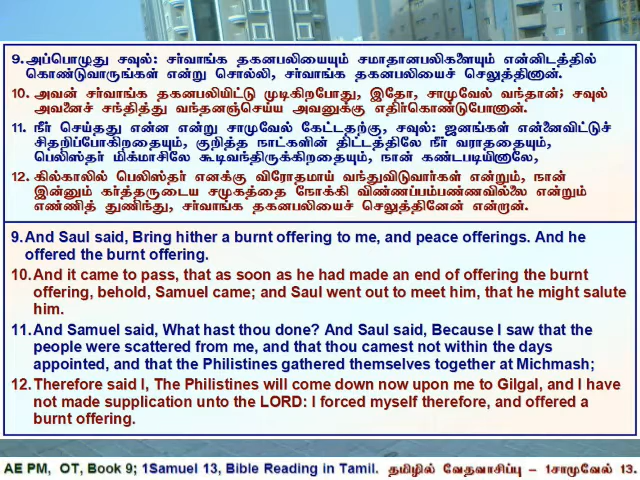 9.அப்பொழுது சவுல்: சர்வாங்க தகனபலியையும் சமாதானபலிகளையும் என்னிடத்தில்
கொண்டுவாருங்கள் என்று சொல்லி, சர்வாங்க தகனபலியைச் செலுத்தினான்.
10. அவன் சர்வாங்க தகனபலியிட்டு முடிகிறபோது, இதோ, சாமுவேல் வந்தான்; சவுல்
அவனைச் சந்தித்து வந்தனஞ்செய்ய அவனுக்கு எதிர்கொண்டுபோனான்.
11. நீர் செய்தது என்ன என்று சாமுவேல் கேட்டதற்கு, சவுல்: ஜனங்கள் என்னைவிட்டுச்
சிதறிப்போகிறதையும், குறித்த நாட்களின் திட்டத்திலே நீர் வராததையும்,
பெலிஸ்தர் மிக்மாசிலே கூடிவந்திருக்கிறதையும், நான் கண்டபடியினாலே,
12. கில்காலில் பெலிஸ்தர் எனக்கு விரோதமாய் வந்துவிடுவார்கள் என்றும், நான்
இன்னும் கர்த்தருடைய சமுகத்தை நோக்கி விண்ணப்பம்பண்ணவில்லை என்றும்
எண்ணித் துணிந்து, சர்வாங்க தகனபலியைச் செலுத்தினேன் என்றான்.
9.And Saul said, Bring hither a burnt offering to me, and peace offerings. And he
offered the burnt offering.
10.And it came to pass, that as soon as he had made an end of offering the burnt
offering, behold, Samuel came; and Saul went out to meet him, that he might salute
him.
11.And Samuel said, What hast thou done? And Saul said, Because I saw that the
people were scattered from me, and that thou camest not within the days
appointed, and that the Philistines gathered themselves together at Michmash;
12.Therefore said I, The Philistines will come down now upon me to Gilgal, and I have
not made supplication unto the LORD: I forced myself therefore, and offered a
burnt offering.
AE PM, OT, Book 9; 1Samuel 13, Bible Reading in Tamil. தமிழில் வேதவாசிப்பு – 1சாமுவேல் 13.